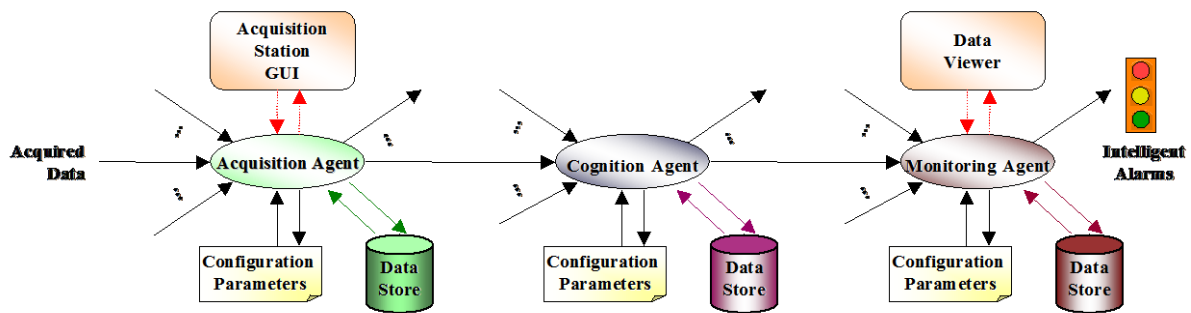 Acquisition
Station
GUI
Data
Viewer
Acquired
Data
Acquisition Agent
Cognition Agent
Monitoring Agent
Intelligent
Alarms
Configuration
Parameters
Data
Store
Configuration
Parameters
Data
Store
Configuration
Parameters
Data
Store